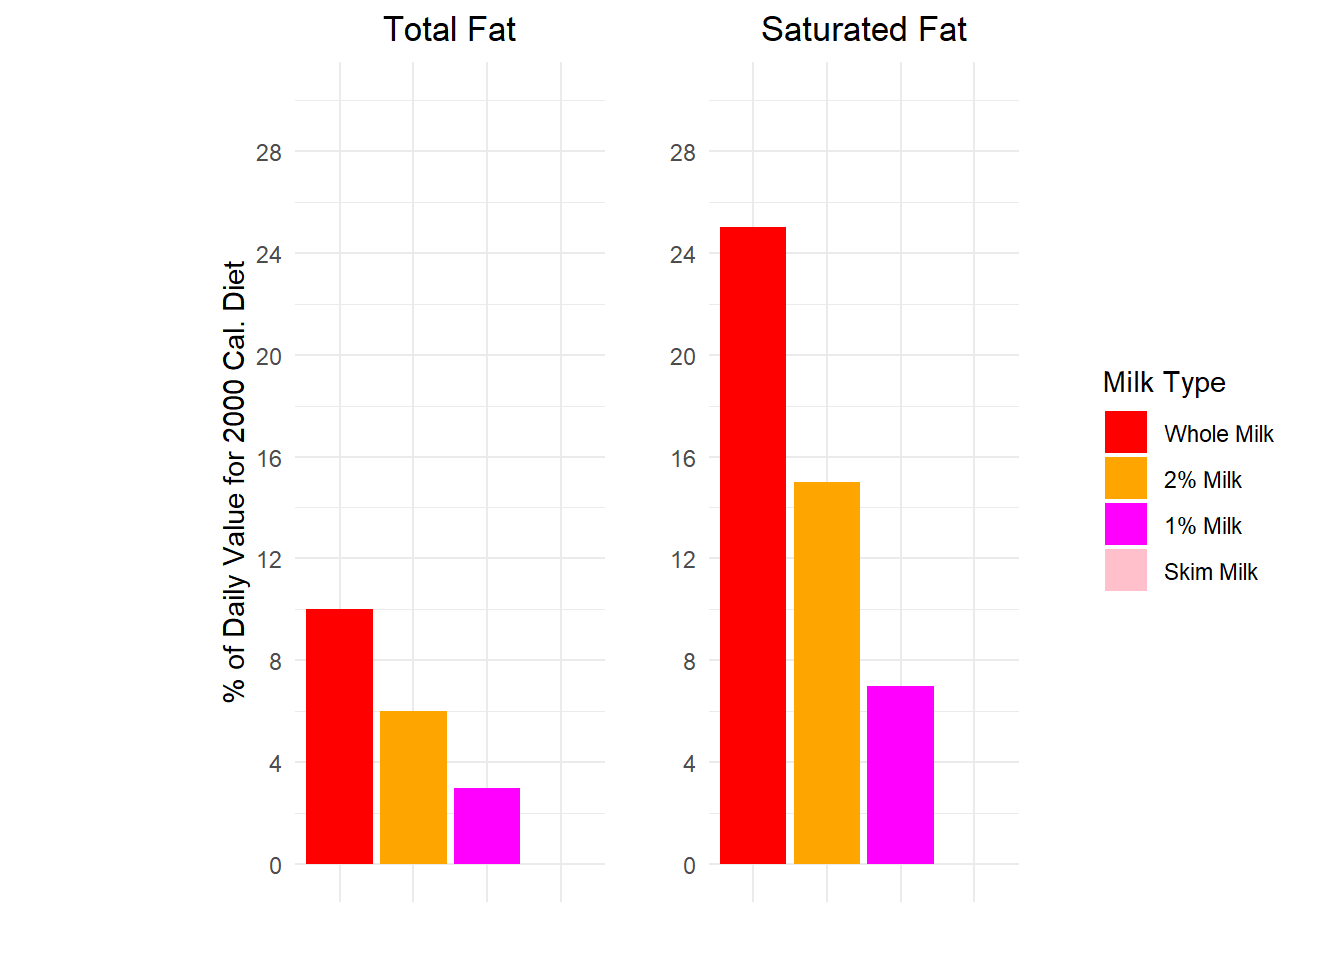 Total Fat
Saturated Fat
% of Daily Value for 2000 Cal. Diet
28
24
20
16
12
8
4
0
28
24
20
16
12
8
4
0
Milk Type
Whole Milk
2% Milk
1% Milk
Skim Milk